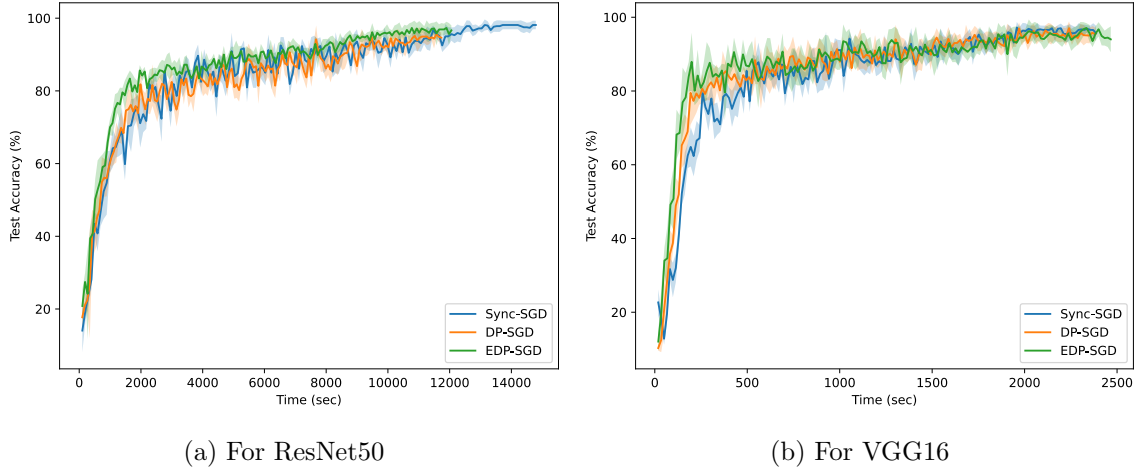 100
80
60
40
20
Test Accuracy (%)
0 2000 4000 6000 8000 10000 12000 14000
Time (sec)
Sync-SGD
DP-SGD
EDP-SGD
(a) For ResNet50
100
80
60
40
20
Test Accuracy (%)
0 500 1000 1500 2000 2500
Time (sec)
Sync-SGD
DP-SGD
EDP-SGD
(b) For VGG16